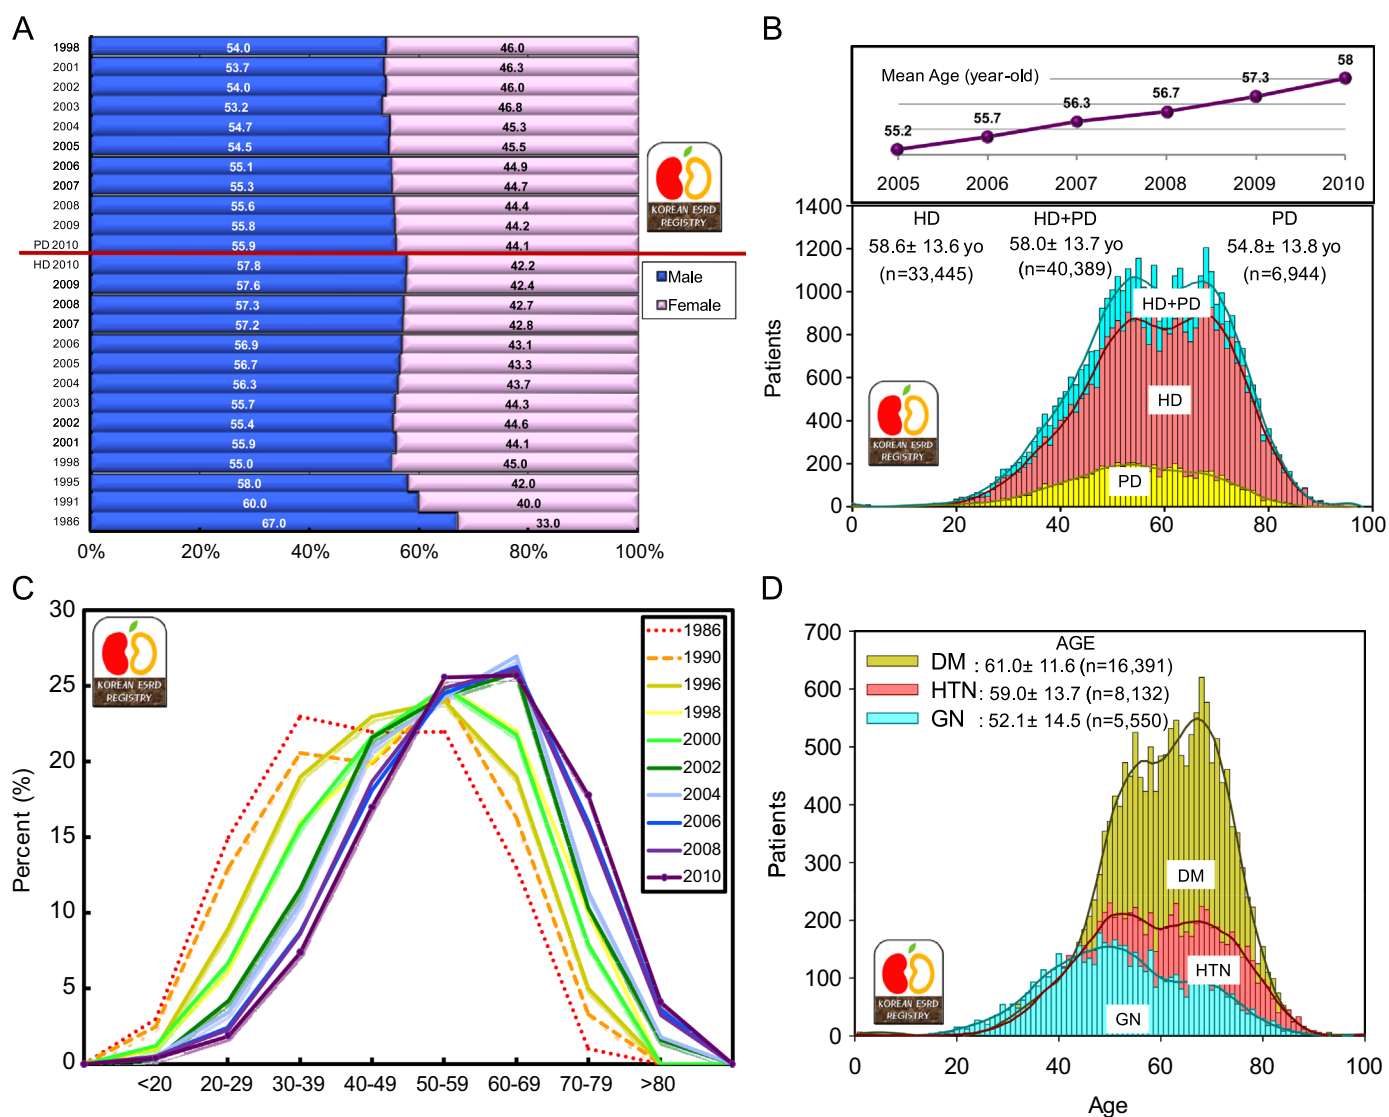 A
1998 54.0 46.0
2001 53.7 46.3
2002 54.0 46.0
2003 53.2 46.8
2004 54.7 45.3
2005 54.5 45.5
2006 55.1 44.9
2007 55.3 44.7
2008 55.6 44.4
2009 55.8 44.2
PD 2010 55.9 44.1
HD 2010 57.8 42.2
2009 57.6 42.4
2008 57.3 42.7
2007 57.2 42.8
2006 56.9 43.1
2005 56.7 43.3
2004 56.3 43.7
2003 55.7 44.3
2002 55.4 44.6
2001 55.9 44.1
1998 55.0 45.0
1995 58.0 42.0
1991 60.0 40.0
1986 67.0 33.0
0% 20% 40% 60% 80% 100%
KOREAN ESRD
REGISTRY
Male
Female
B
Mean Age (year-old)
55.2 55.7 56.3 56.7 57.3 58
2005 2006 2007 2008 2009 2010
HD HD+PD PD
58.6± 13.6 yo 58.0± 13.7 yo 54.8± 13.8 yo
(n=33,445) (n=40,389) (n=6,944)
Patients
1400
1200
1000
800
600
400
200
0
HD+PD
HD
PD
KOREAN ESRD
REGISTRY
0 20 40 60 80 100
C
KOREAN ESRD
REGISTRY
Percent (%)
30
25
20
15
10
5
0
1986
1990
1996
1998
2000
2002
2004
2006
2008
2010
<20 20-29 30-39 40-49 50-59 60-69 70-79 >80
D
AGE
DM : 61.0± 11.6 (n=16,391)
HTN : 59.0± 13.7 (n=8,132)
GN : 52.1± 14.5 (n=5,550)
Patients
700
600
500
400
300
200
100
0
DM
HTN
GN
KOREAN ESRD
REGISTRY
0 20 40 60 80 100
Age